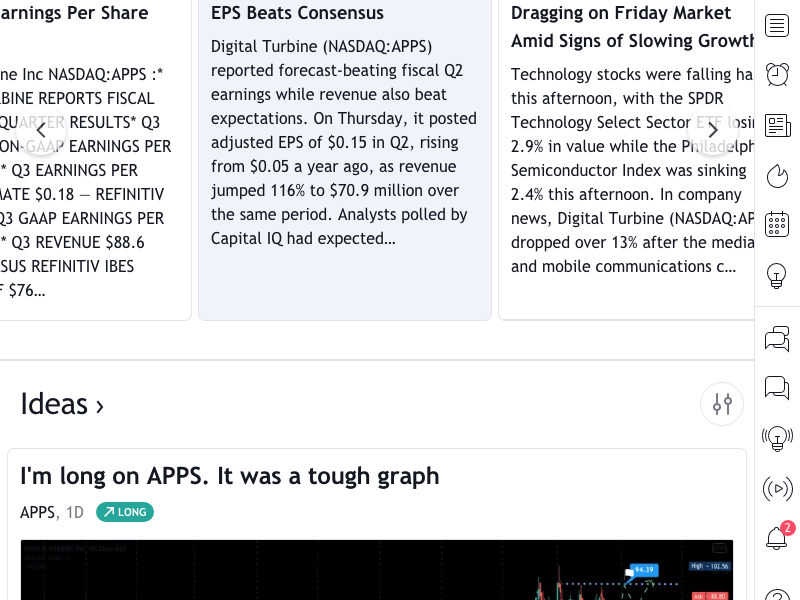 arnings Per Share
ne Inc NASDAQ:APPS :*
BINE REPORTS FISCAL
QUARTER RESULTS* Q3
ON-GAAP EARNINGS PER
* Q3 EARNINGS PER
MATE $0.18 — REFINITIV
Q3 GAAP EARNINGS PER
* Q3 REVENUE $88.6
SUS REFINITIV IBES
F $76...
EPS Beats Consensus
Digital Turbine (NASDAQ:APPS)
reported forecast-beating fiscal Q2
earnings while revenue also beat
expectations. On Thursday, it posted
adjusted EPS of $0.15 in Q2, rising
from $0.05 a year ago, as revenue
jumped 116% to $70.9 million over
the same period. Analysts polled by
Capital IQ had expected...
Dragging on Friday Market
Amid Signs of Slowing Growth
Technology stocks were falling ha
this afternoon, with the SPDR
Technology Select Sector ETF losi
2.9% in value while the Philadelph
Semiconductor Index was sinking
2.4% this afternoon. In company
news, Digital Turbine (NASDAQ:AP
dropped over 13% after the media
and mobile communications c...
Ideas ›
I'm long on APPS. It was a tough graph
APPS, 1D LONG
94.39
High - 102.56
Ask - 88.80
2